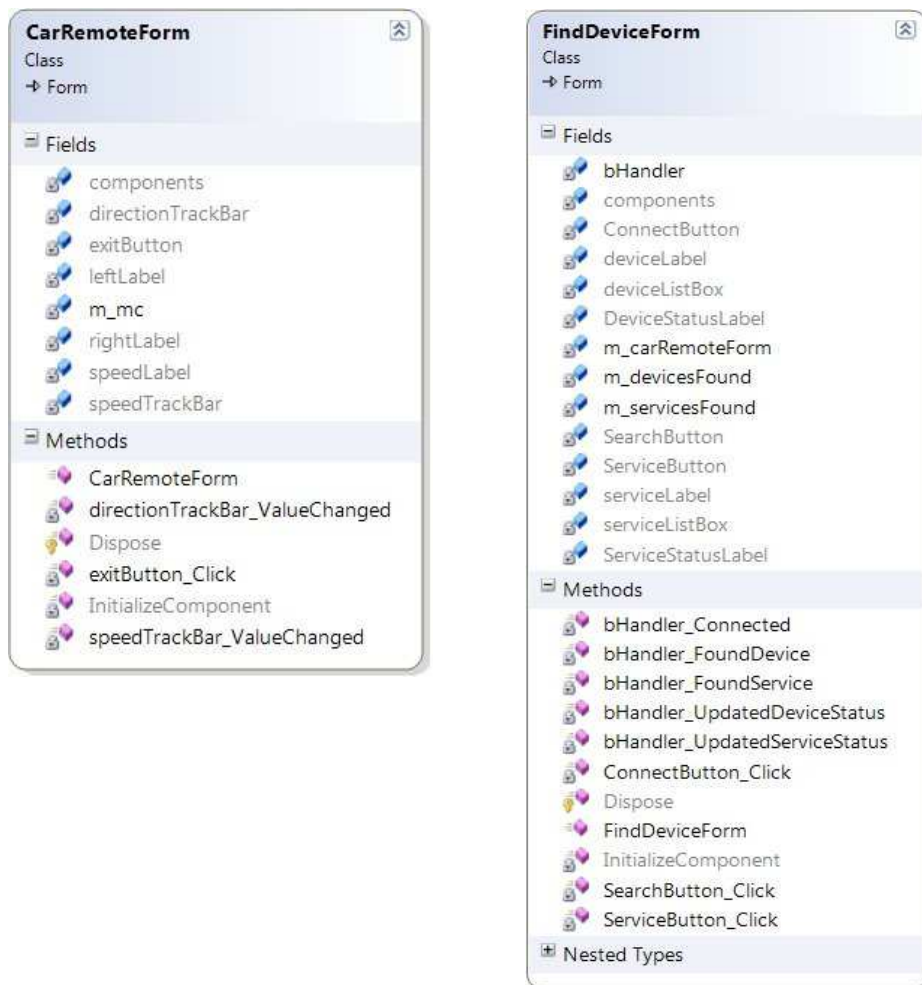 CarRemoteForm
Class
Form
Fields
components
directionTrackBar
exitButton
leftLabel
m_mc
rightLabel
speedLabel
speedTrackBar
Methods
CarRemoteForm
directionTrackBar_ValueChanged
Dispose
exitButton_Click
InitializeComponent
speedTrackBar_ValueChanged
FindDeviceForm
Class
Form
Fields
bHandler
components
ConnectButton
deviceLabel
deviceListBox
DeviceStatusLabel
m_carRemoteForm
m_devicesFound
m_servicesFound
SearchButton
ServiceButton
serviceLabel
serviceListBox
ServiceStatusLabel
Methods
bHandler_Connected
bHandler_FoundDevice
bHandler_FoundService
bHandler_UpdatedDeviceStatus
bHandler_UpdatedServiceStatus
ConnectButton_Click
Dispose
FindDeviceForm
InitializeComponent
SearchButton_Click
ServiceButton_Click
Nested Types